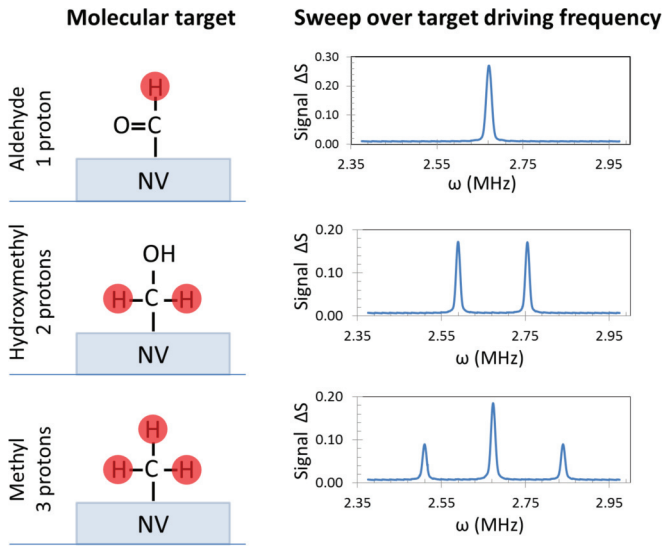 Molecular target
Sweep over target driving frequency
Aldehyde
1 proton
H
O=C
NV
Signal ΔS
0.30
0.20
0.10
0.00
2.35
2.55
2.75
2.95
ω (MHz)
Hydroxymethyl
2 protons
OH
H C H
NV
Signal ΔS
0.20
0.10
0.00
2.35
2.55
2.75
2.95
ω (MHz)
Methyl
3 protons
H
H C H
NV
Signal ΔS
0.20
0.10
0.00
2.35
2.55
2.75
2.95
ω (MHz)